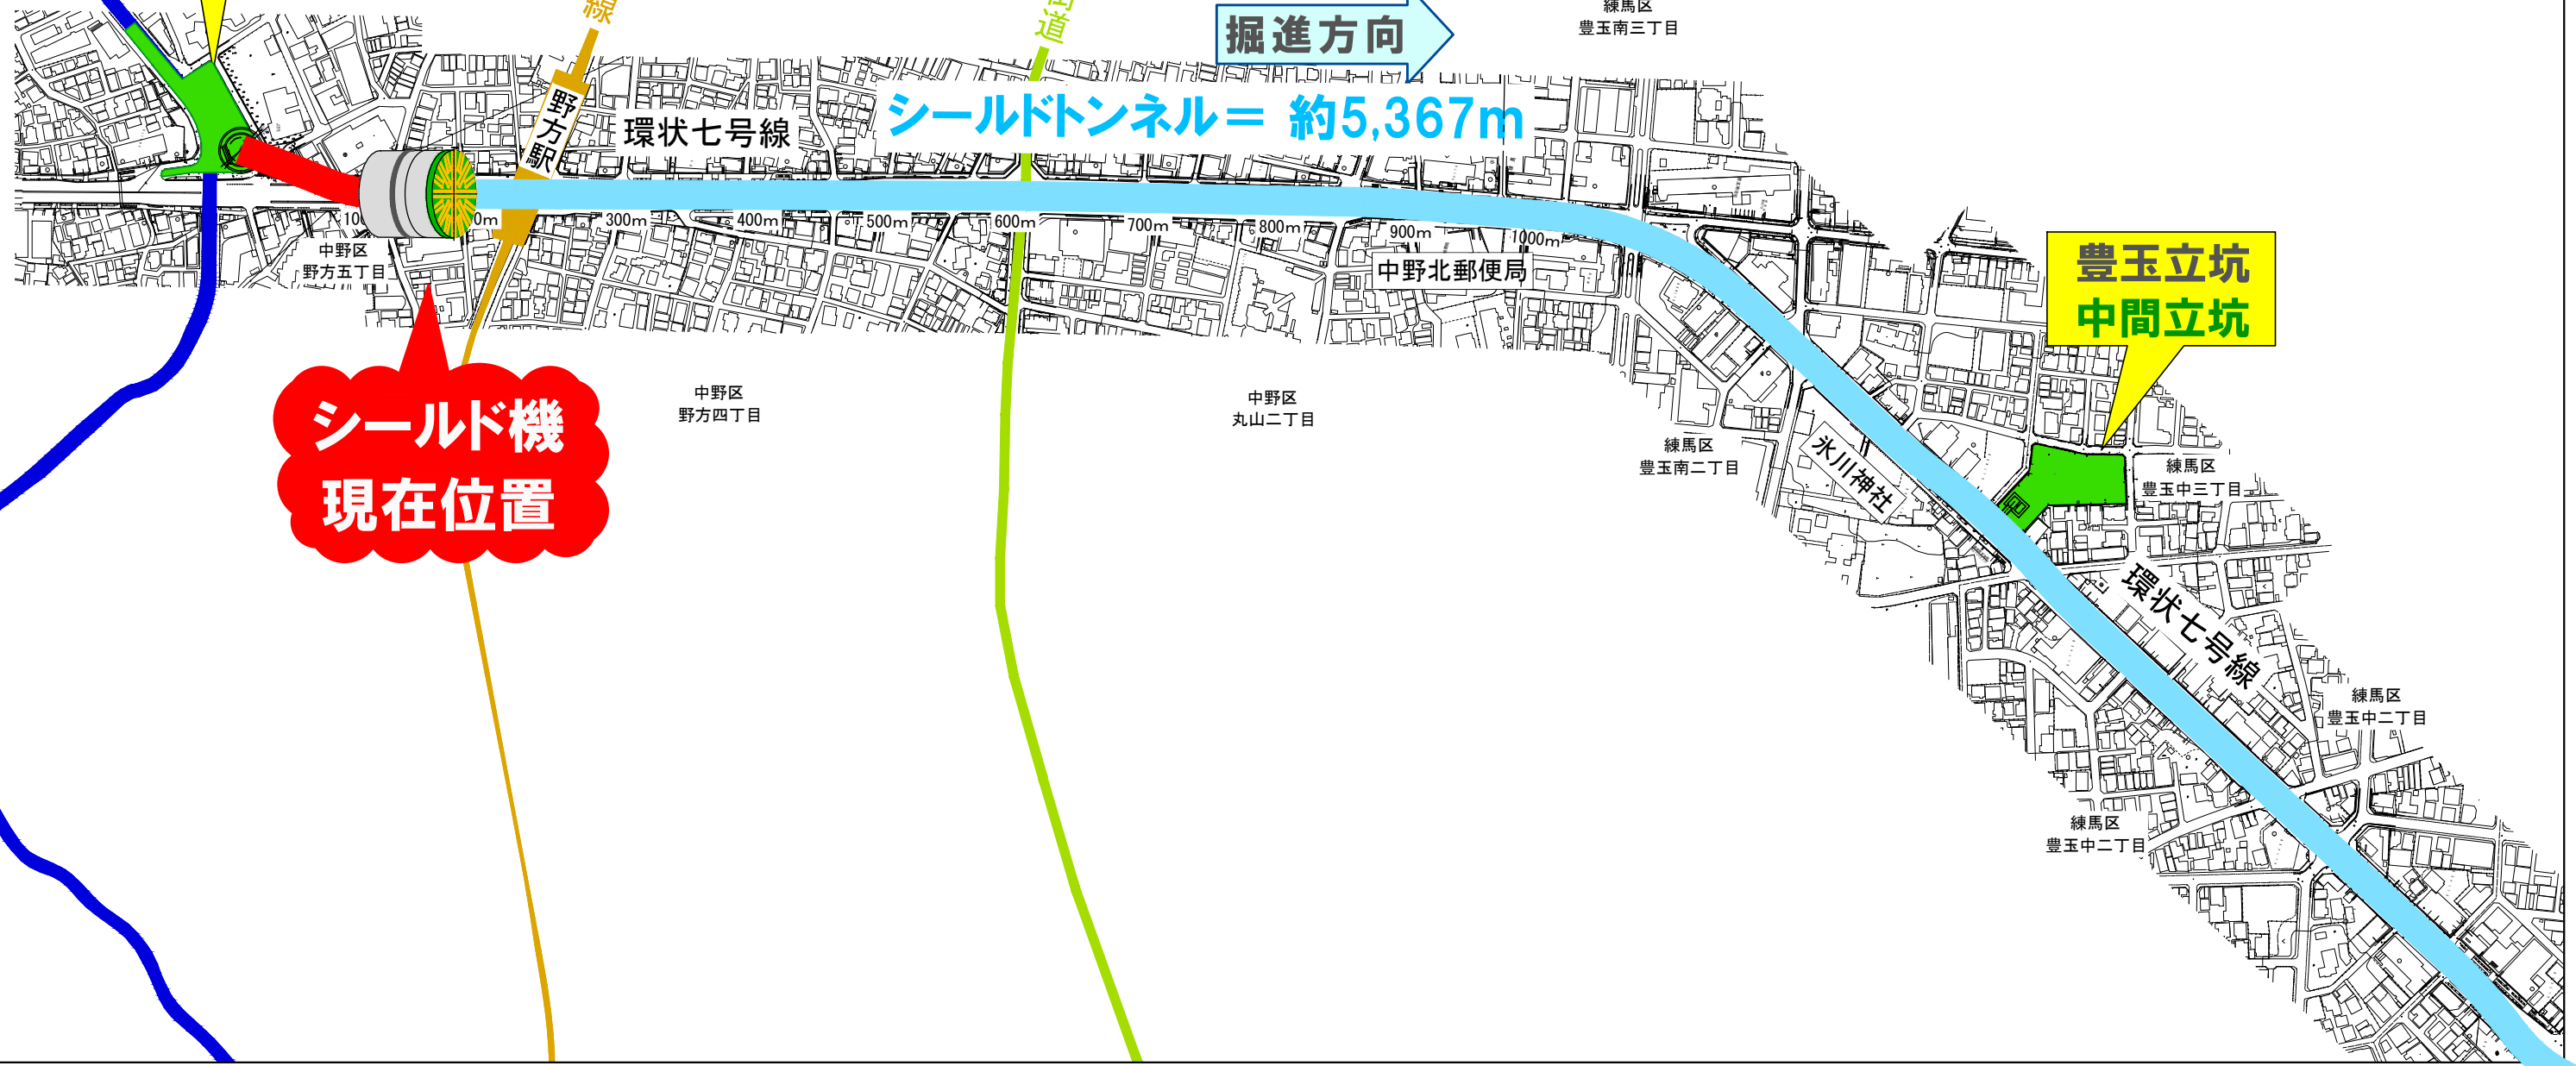 線
街道
掘進方向
練馬区
豊玉南三丁目
シールドトンネル＝ 約5,367m
野方駅
環状七号線
300m
400m
500m
600m
700m
800m
900m
1000m
中野区
野方五丁目
中野北郵便局
豊玉立坑
中間立坑
シールド機
現在位置
中野区
野方四丁目
中野区
丸山二丁目
練馬区
豊玉南二丁目
氷川神社
練馬区
豊玉中三丁目
環状七号線
練馬区
豊玉中二丁目
練馬区
豊玉中二丁目